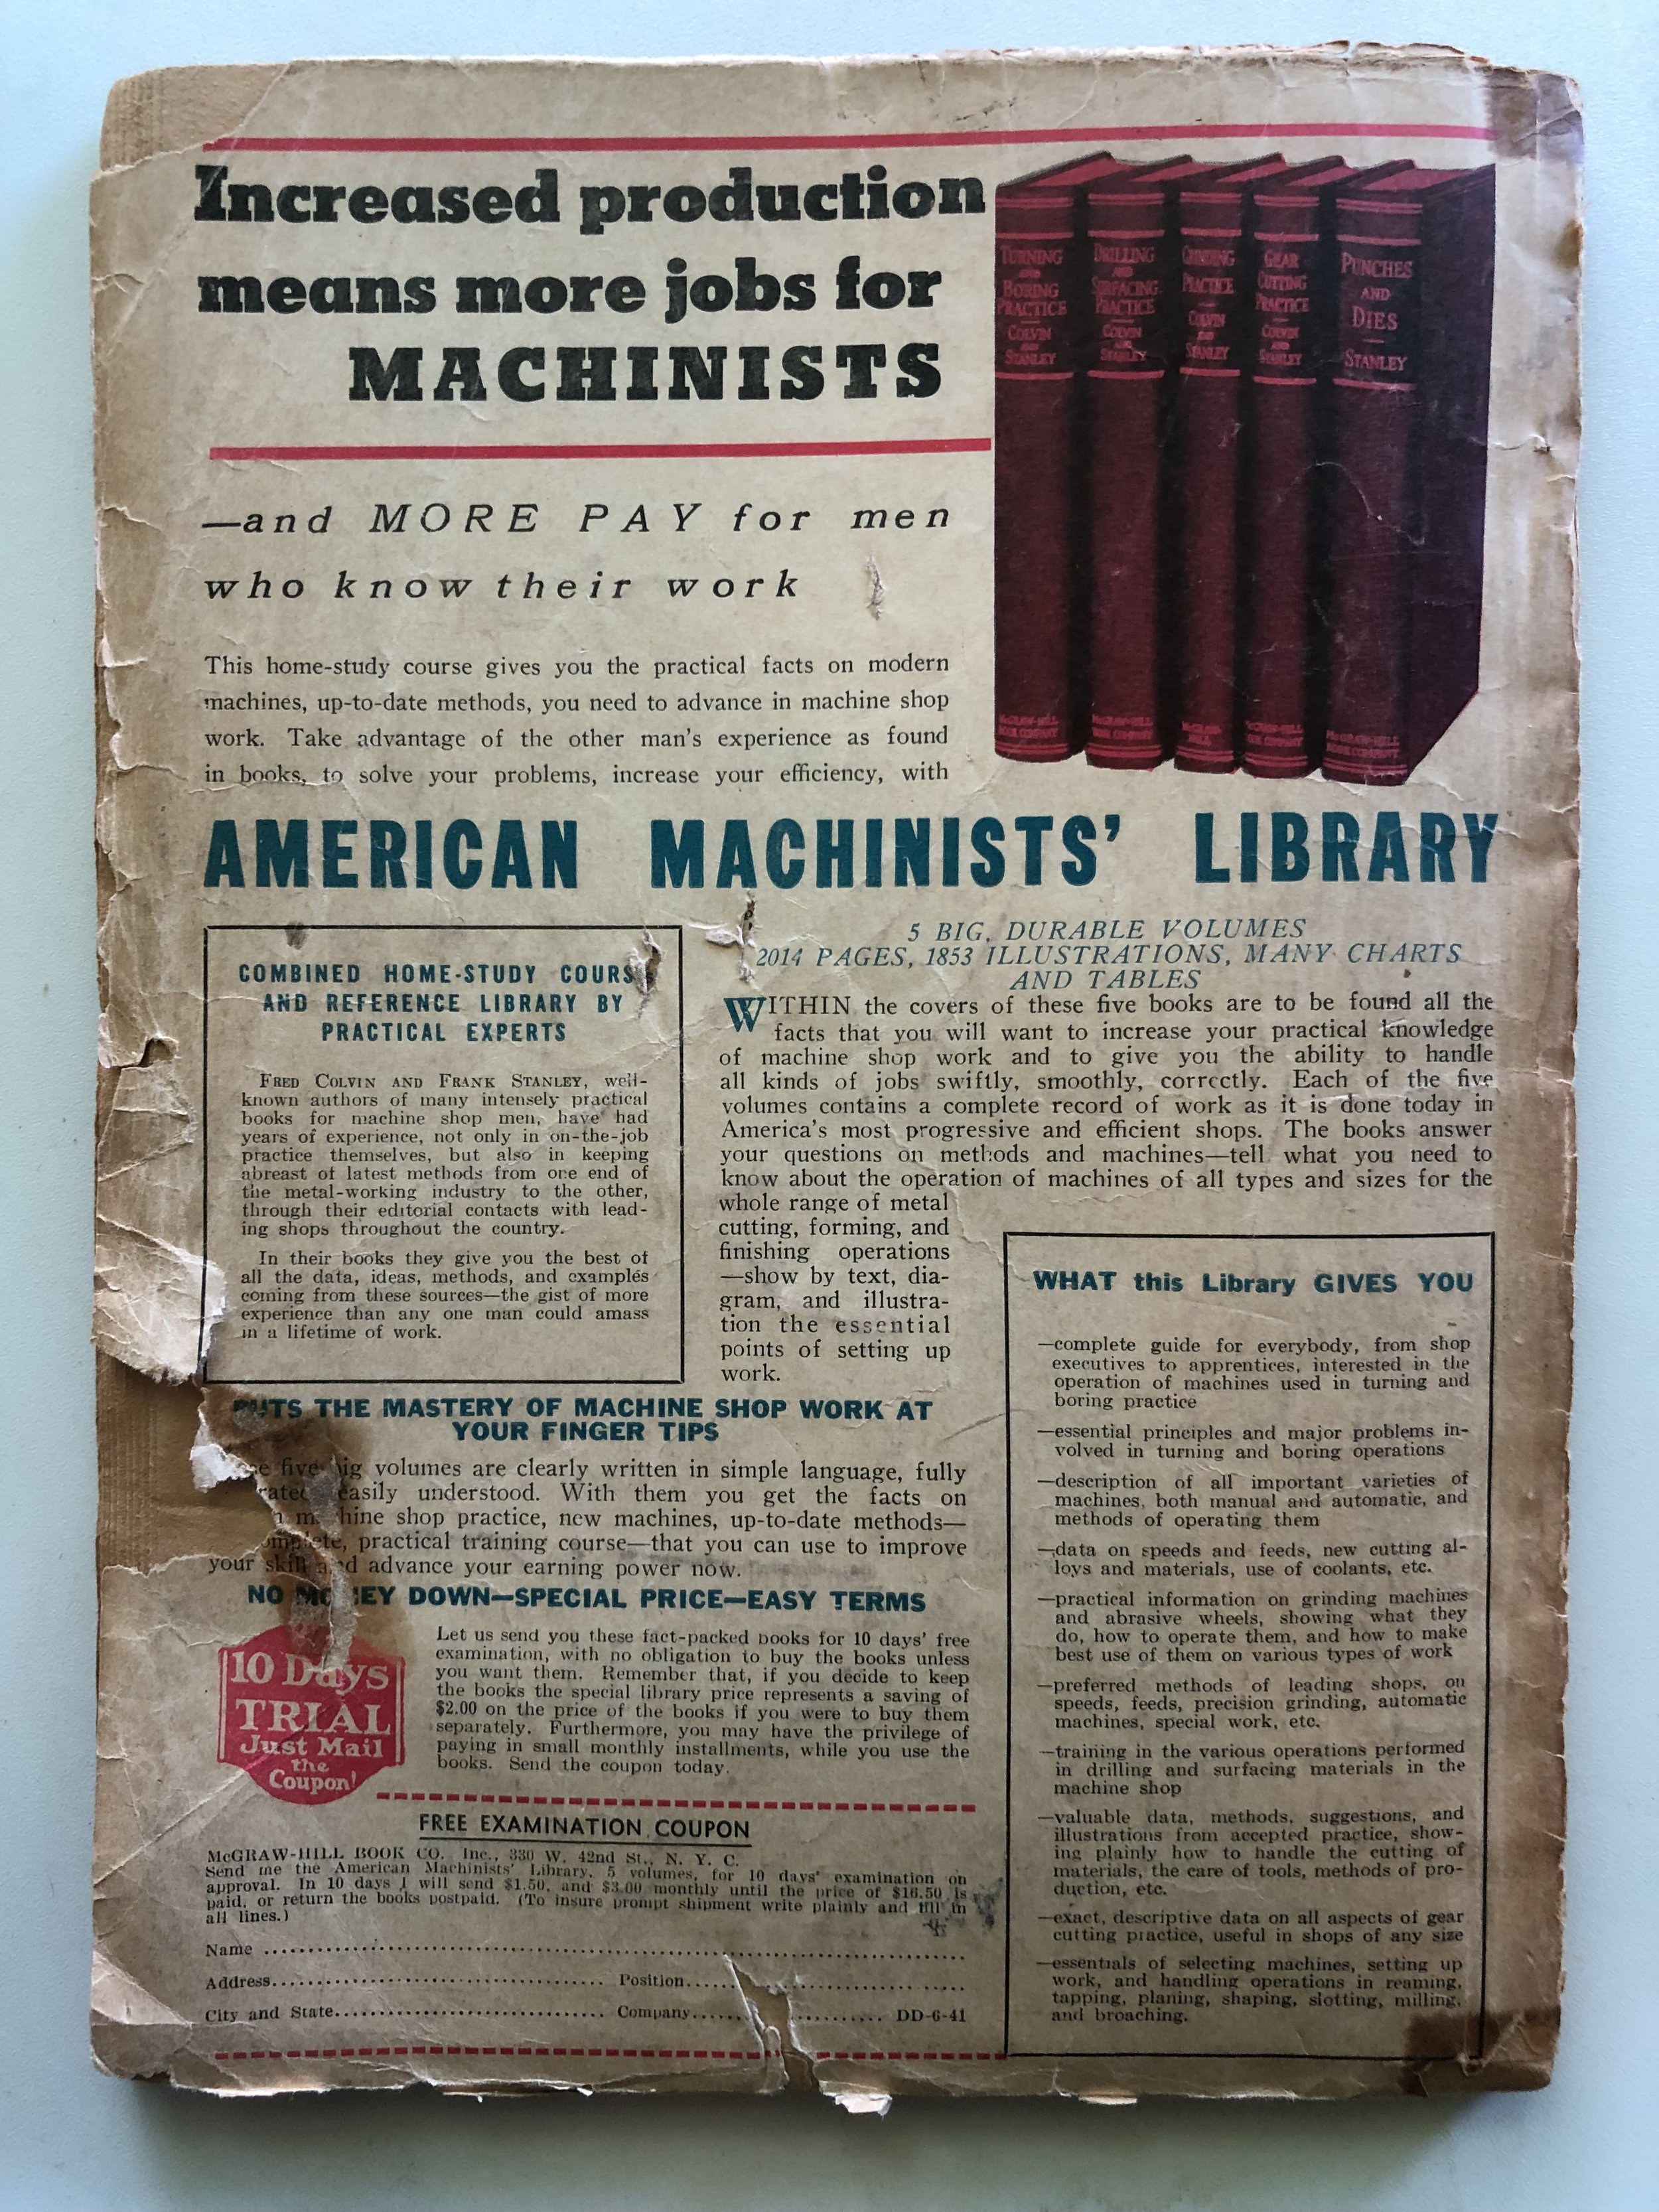 Increased production
means more jobs for
MACHINISTS
—and MORE PAY for men
who know their work
This home-study course gives you the practical facts on modern
machines, up-to-date methods, you need to advance in machine shop
work. Take advantage of the other man's experience as found
in books, to solve your problems, increase your efficiency, with
TURNING
AND
BORING
PRACTICE
COLVIN
AND
STANLEY
McGRAW-HILL
BOOK COMPANY
DRILLING
AND
SURFACING
PRACTICE
COLVIN
AND
STANLEY
McGRAW-HILL
BOOK COMPANY
GRINDING
PRACTICE
COLVIN
AND
STANLEY
McGRAW
HILL
GEAR
CUTTING
PRACTICE
COLVIN
AND
STANLEY
McGRAW-HILL
BOOK COMPANY
PUNCHES
AND
DIES
STANLEY
McGRAW-HILL
BOOK COMPANY
AMERICAN MACHINISTS' LIBRARY
COMBINED HOME-STUDY COURS
AND REFERENCE LIBRARY BY
PRACTICAL EXPERTS
FRED COLVIN AND FRANK STANLEY, well-
known authors of many intensely practical
books for machine shop men, have had
years of experience, not only in on-the-job
practice themselves, but also in keeping
abreast of latest methods from one end of
the metal-working industry to the other,
through their editorial contacts with lead-
ing shops throughout the country.
In their books they give you the best of
all the data, ideas, methods, and examples
coming from these sources—the gist of more
experience than any one man could amass
in a lifetime of work.
5 BIG, DURABLE VOLUMES
2014 PAGES, 1853 ILLUSTRATIONS, MANY CHARTS
AND TABLES
WITHIN the covers of these five books are to be found all the
facts that you will want to increase your practical knowledge
of machine shop work and to give you the ability to handle
all kinds of jobs swiftly, smoothly, correctly. Each of the five
volumes contains a complete record of work as it is done today in
America's most progressive and efficient shops. The books answer
your questions on methods and machines—tell what you need to
know about the operation of machines of all types and sizes for the
whole range of metal
cutting, forming, and
finishing operations
—show by text, dia-
gram, and illustra-
tion the essential
points of setting up
work.
PUTS THE MASTERY OF MACHINE SHOP WORK AT
YOUR FINGER TIPS
five big volumes are clearly written in simple language, fully
easily understood. With them you get the facts on
machine shop practice, new machines, up-to-date methods—
complete, practical training course—that you can use to improve
your skill and advance your earning power now.
NO MONEY DOWN—SPECIAL PRICE—EASY TERMS
10 Days
TRIAL
Just Mail
the
Coupon!
Let us send you these fact-packed books for 10 days' free
examination, with no obligation to buy the books unless
you want them. Remember that, if you decide to keep
the books the special library price represents a saving of
$2.00 on the price of the books if you were to buy them
separately. Furthermore, you may have the privilege of
paying in small monthly installments, while you use the
books. Send the coupon today.
FREE EXAMINATION COUPON
McGRAW-HILL BOOK CO. Inc., 330 W. 42nd St., N. Y. C.
Send me the American Machinists' Library, 5 volumes, for 10 days' examination on
approval. In 10 days I will send $1.50, and $3.00 monthly until the price of $16.50 is
paid, or return the books postpaid. (To insure prompt shipment write plainly and fill in
all lines.)
Name
Address Position
City and State Company DD-6-41
WHAT this Library GIVES YOU
—complete guide for everybody, from shop
executives to apprentices, interested in the
operation of machines used in turning and
boring practice
—essential principles and major problems in-
volved in turning and boring operations
—description of all important varieties of
machines, both manual and automatic, and
methods of operating them
—data on speeds and feeds, new cutting al-
loys and materials, use of coolants, etc.
—practical information on grinding machines
and abrasive wheels, showing what they
do, how to operate them, and how to make
best use of them on various types of work
—preferred methods of leading shops, on
speeds, feeds, precision grinding, automatic
machines, special work, etc.
—training in the various operations performed
in drilling and surfacing materials in the
machine shop
—valuable data, methods, suggestions, and
illustrations from accepted practice, show-
ing plainly how to handle the cutting of
materials, the care of tools, methods of pro-
duction, etc.
—exact, descriptive data on all aspects of gear
cutting practice, useful in shops of any size
—essentials of selecting machines, setting up
work, and handling operations in reaming,
tapping, planing, shaping, slotting, milling,
and broaching.